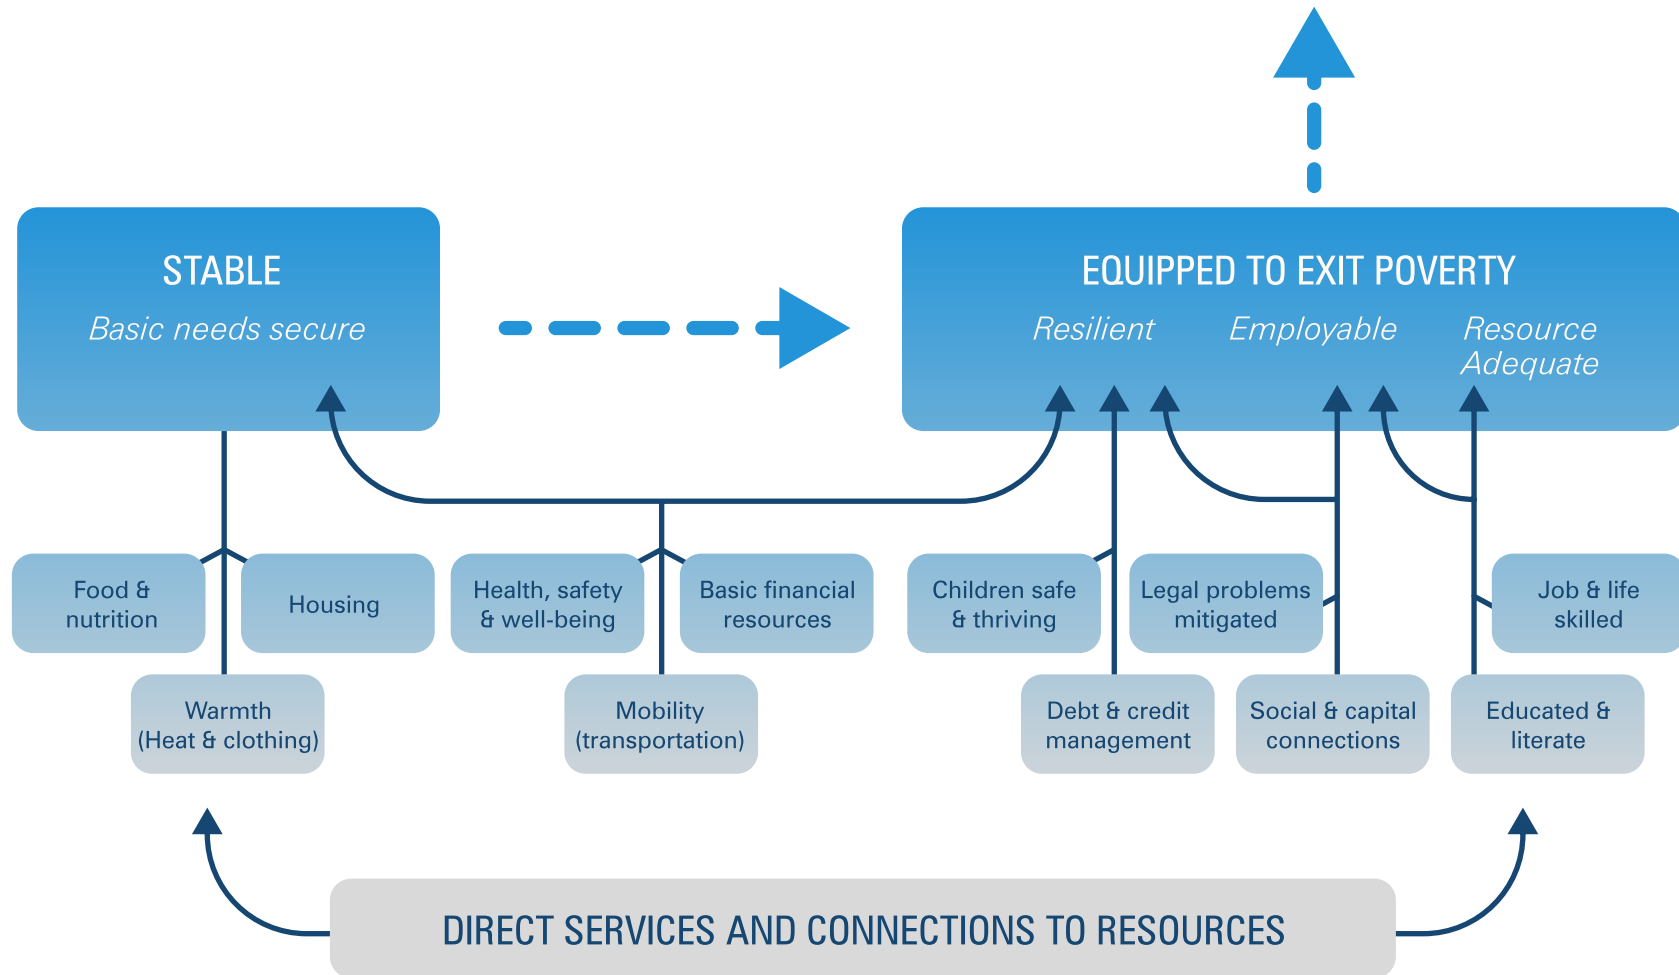 STABLE
Basic needs secure
EQUIPPED TO EXIT POVERTY
Resilient
Employable
Resource
Adequate
Food &
nutrition
Housing
Health, safety
& well-being
Basic financial
resources
Children safe
& thriving
Legal problems
mitigated
Job & life
skilled
Warmth
(Heat & clothing)
Mobility
(transportation)
Debt & credit
management
Social & capital
connections
Educated &
literate
DIRECT SERVICES AND CONNECTIONS TO RESOURCES